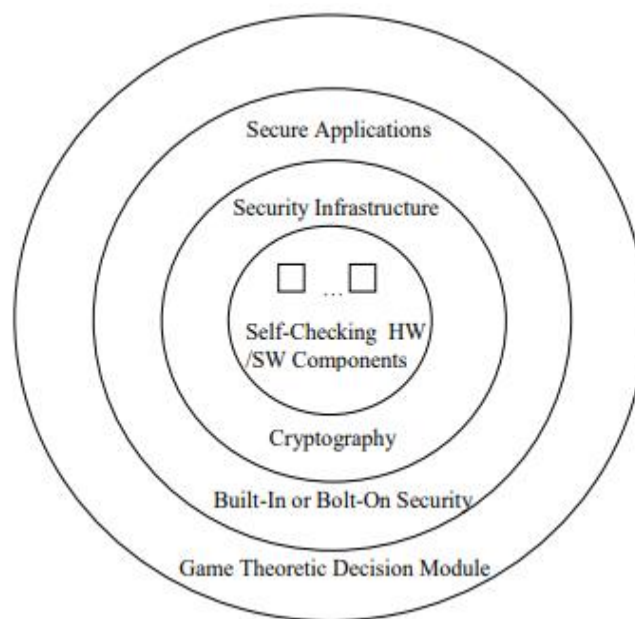 Secure Applications
Security Infrastructure
...
Self-Checking HW
/SW Components
Cryptography
Built-In or Bolt-On Security
Game Theoretic Decision Module